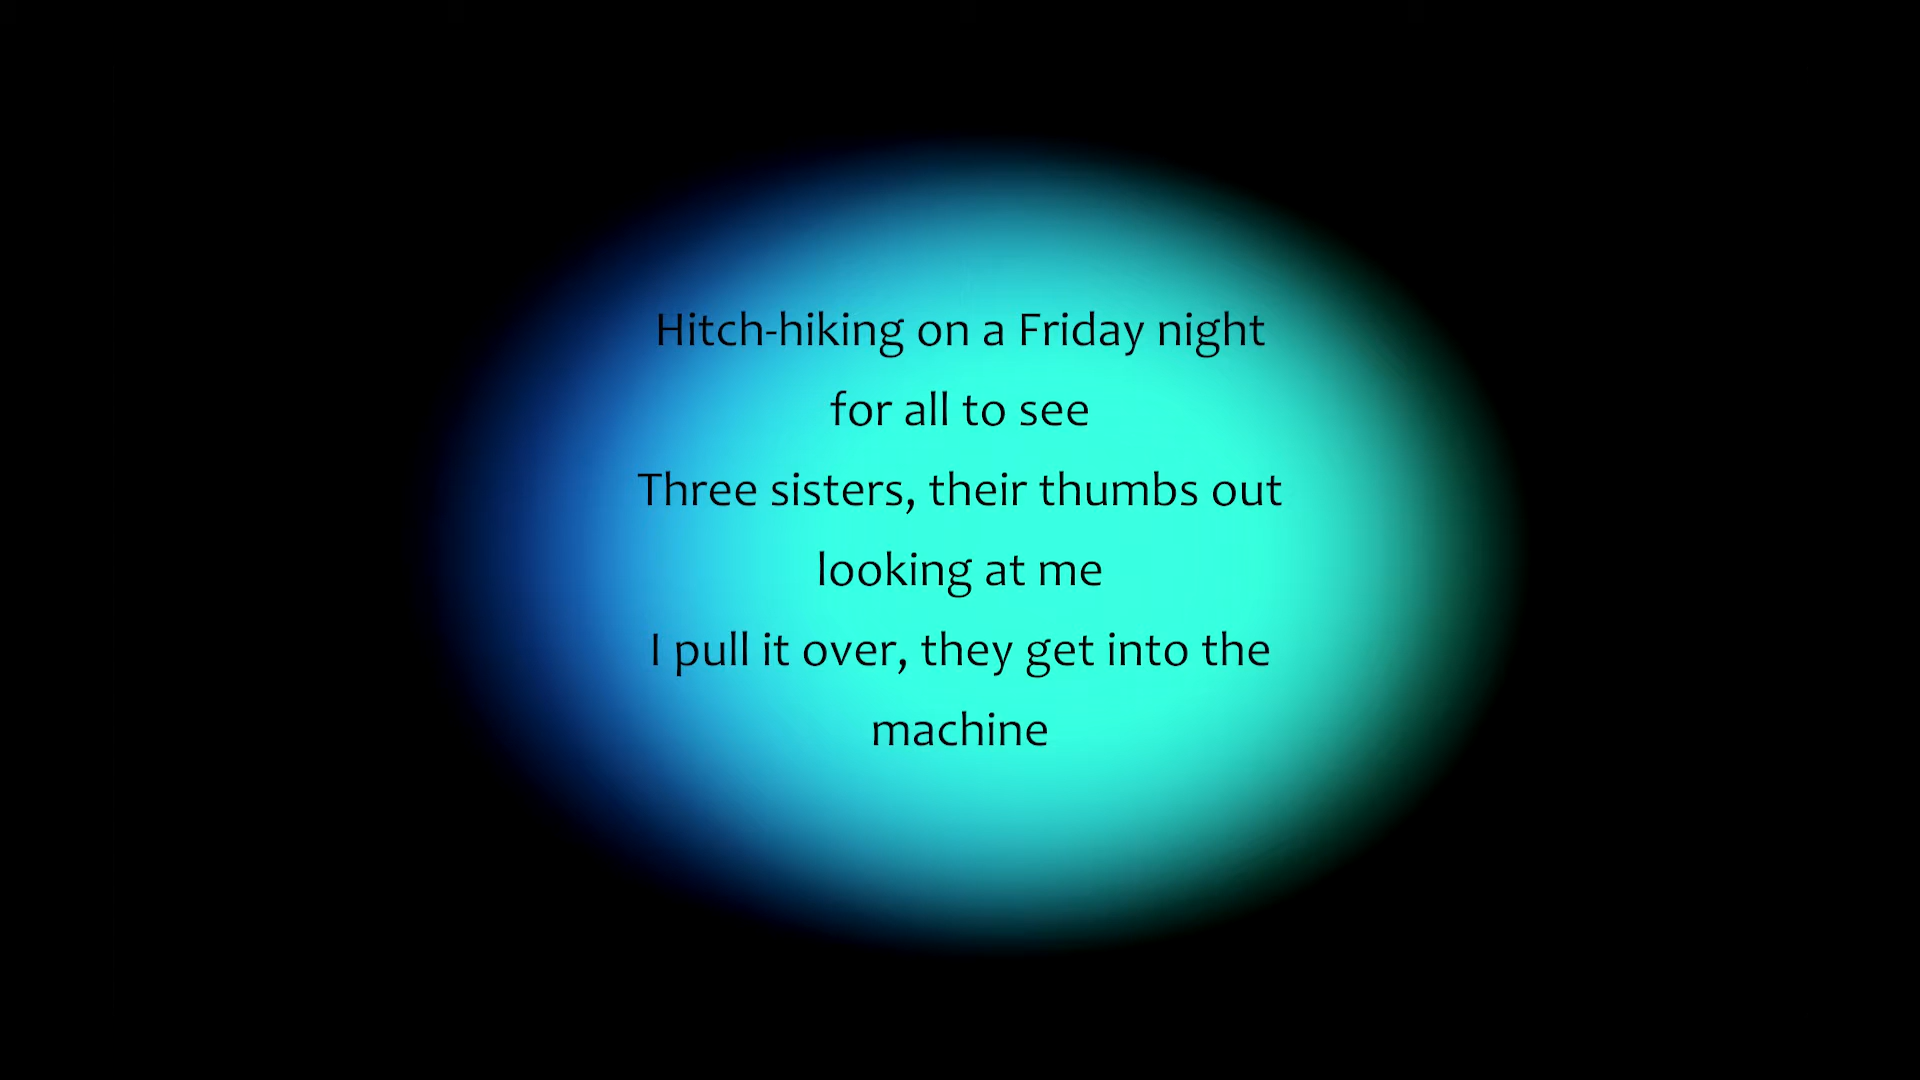 Hitch-hiking on a Friday night
for all to see
Three sisters, their thumbs out
looking at me
I pull it over, they get into the
machine